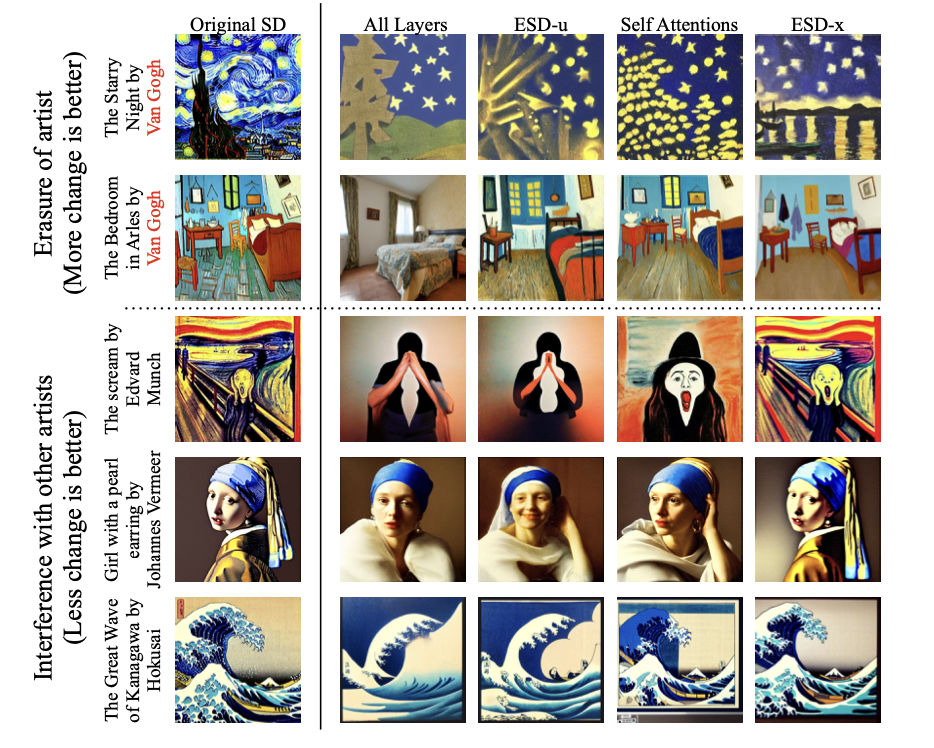 Original SD
All Layers
ESD-u
Self Attentions
ESD-x
Erasure of artist
(More change is better)
The Starry
Night by
Van Gogh
The Bedroom
in Arles by
Van Gogh
Interference with other artists
(Less change is better)
The scream by
Edvard
Munch
Girl with a pearl
earring by
Johannes Vermeer
The Great Wave
of Kanagawa by
Hokusai